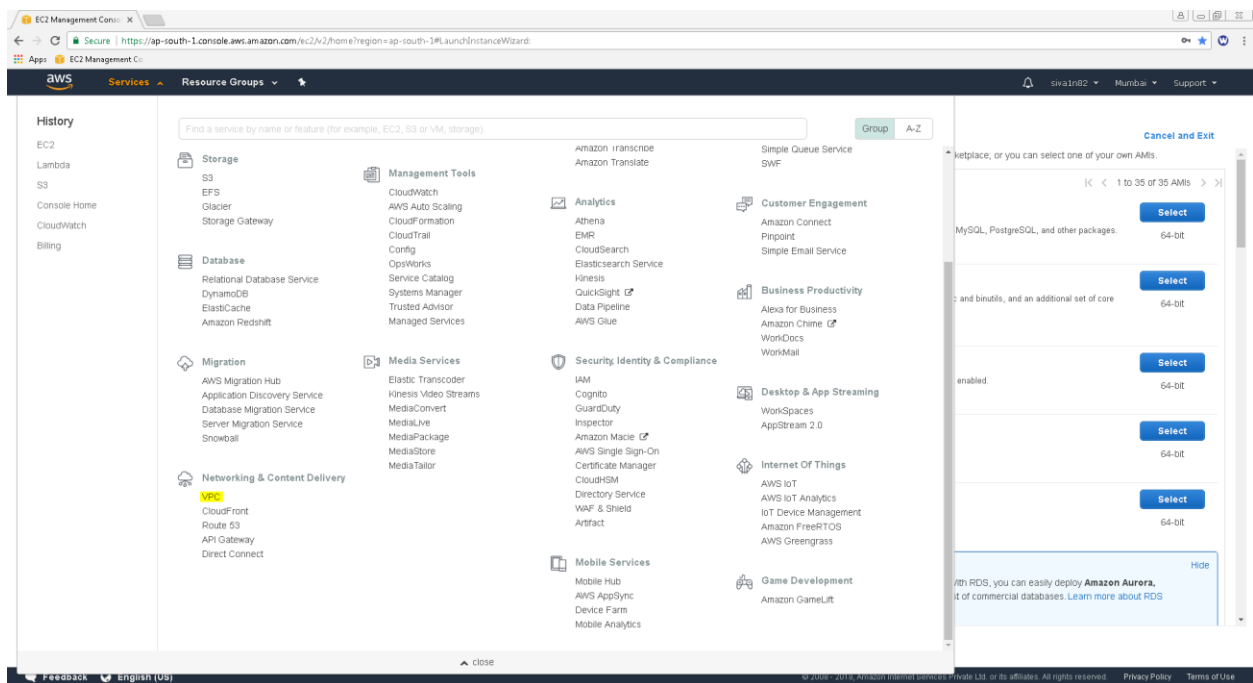 EC2 Management Conso
Secure | https://ap-south-1.console.aws.amazon.com/ec2/v2/home?region=ap-south-1#LaunchInstanceWizard:
Apps EC2 Management Co
aws Services Resource Groups siva1n82 Mumbai Support
History
EC2
Lambda
S3
Console Home
CloudWatch
Billing
Find a service by name or feature (for example, EC2, S3 or VM, storage).
Group A-Z
Storage
S3
EFS
Glacier
Storage Gateway
Database
Relational Database Service
DynamoDB
ElastiCache
Amazon Redshift
Migration
AWS Migration Hub
Application Discovery Service
Database Migration Service
Server Migration Service
Snowball
Networking & Content Delivery
VPC
CloudFront
Route 53
API Gateway
Direct Connect
Management Tools
CloudWatch
AWS Auto Scaling
CloudFormation
CloudTrail
Config
OpsWorks
Service Catalog
Systems Manager
Trusted Advisor
Managed Services
Media Services
Elastic Transcoder
Kinesis Video Streams
MediaConvert
MediaLive
MediaPackage
MediaStore
MediaTailor
Amazon Transcribe
Amazon Translate
Analytics
Athena
EMR
CloudSearch
Elasticsearch Service
Kinesis
QuickSight
Data Pipeline
AWS Glue
Security, Identity & Compliance
IAM
Cognito
GuardDuty
Inspector
Amazon Macie
AWS Single Sign-On
Certificate Manager
CloudHSM
Directory Service
WAF & Shield
Artifact
Mobile Services
Mobile Hub
AWS AppSync
Device Farm
Mobile Analytics
Simple Queue Service
SWF
Customer Engagement
Amazon Connect
Pinpoint
Simple Email Service
Business Productivity
Alexa for Business
Amazon Chime
WorkDocs
WorkMail
Desktop & App Streaming
WorkSpaces
AppStream 2.0
Internet Of Things
AWS IoT
AWS IoT Analytics
IoT Device Management
Amazon FreeRTOS
AWS Greengrass
Game Development
Amazon GameLift
close
Cancel and Exit
ketplace; or you can select one of your own AMIs.
1 to 35 of 35 AMIs
Select
MySQL, PostgreSQL, and other packages.
64-bit
Select
and binutils, and an additional set of core
64-bit
Select
enabled.
64-bit
Select
64-bit
Select
64-bit
Hide
With RDS, you can easily deploy Amazon Aurora,
of commercial databases. Learn more about RDS
Feedback English (US) © 2008 - 2018, Amazon Internet Services Private Ltd. or its affiliates. All rights reserved. Privacy Policy Terms of Use